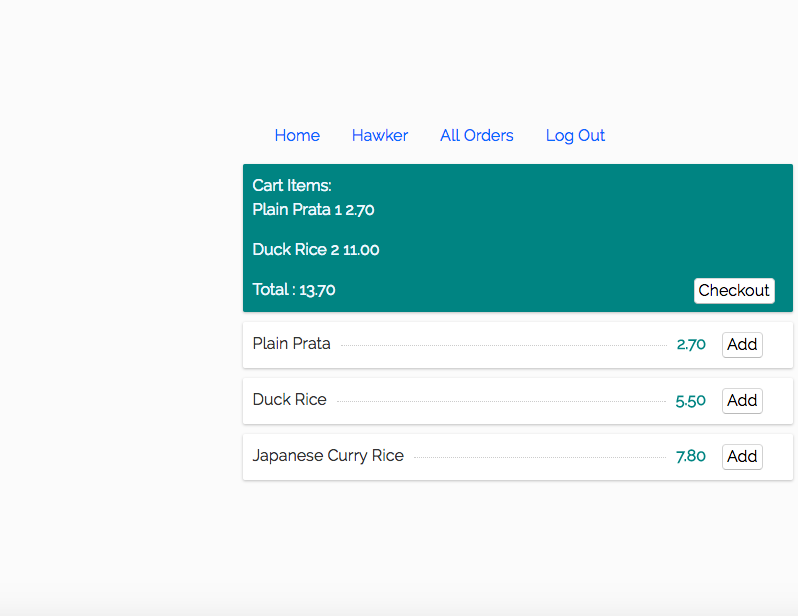 Home Hawker All Orders Log Out
Cart Items:
Plain Prata 1 2.70
Duck Rice 2 11.00
Total : 13.70 Checkout
Plain Prata 2.70 Add
Duck Rice 5.50 Add
Japanese Curry Rice 7.80 Add